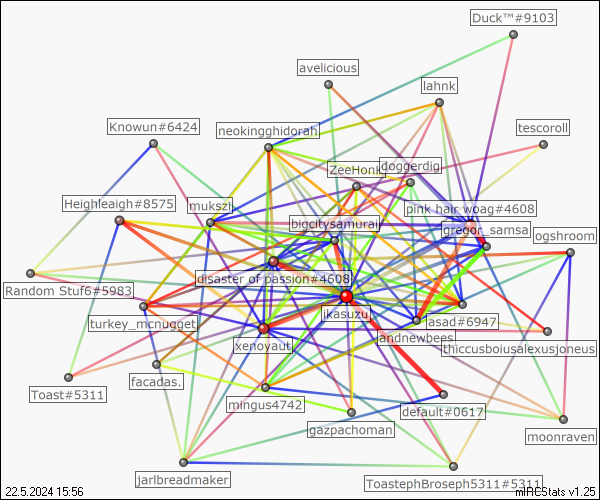 Duck™#9103
avelicious
lahnk
Knowun#6424
neokingghidorah
tescoroll
ZeeHonk
doggerdig
Heighleaigh#8575
mukszi
pink hair woag#4608
bigcitysamurai
gregor_samsa
ogshroom
disaster of passion#4608
Random Stuf6#5983
jkasuzu
turkey_mcnugget
asad#6947
xenoyaut
andnewbees
thiccusboiusalexusjoneus
Toast#5311
facadas.
mingus4742
default#0617
gazpachoman
moonraven
jarlbreadmaker
ToastephBroseph5311#5311
22.5.2024 15:56
mIRCStats v1.25